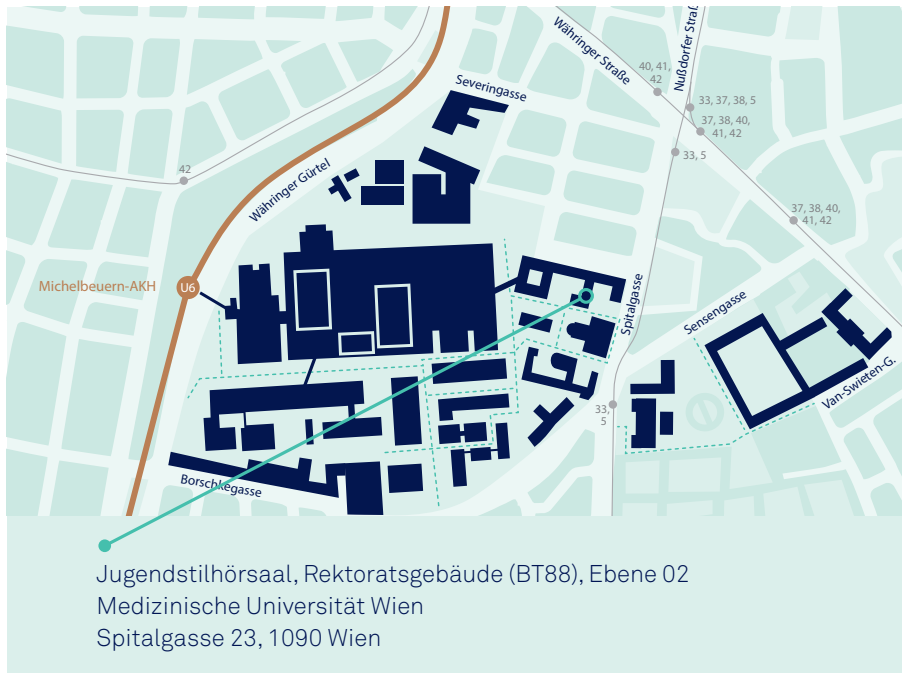 Währinger Straße
Nußdorfer Straß
40, 41,
42
Severingasse
33, 37, 38, 5
37, 38, 40,
41, 42
33, 5
42
Währinger Gürtel
37, 38, 40,
41, 42
Michelbeuern-AKH
U6
Spitalgasse
Sensengasse
Van-Swieten-G.
33,
5
Borschkegasse
Jugendstilhörsaal, Rektoratsgebäude (BT88), Ebene 02
Medizinische Universität Wien
Spitalgasse 23, 1090 Wien